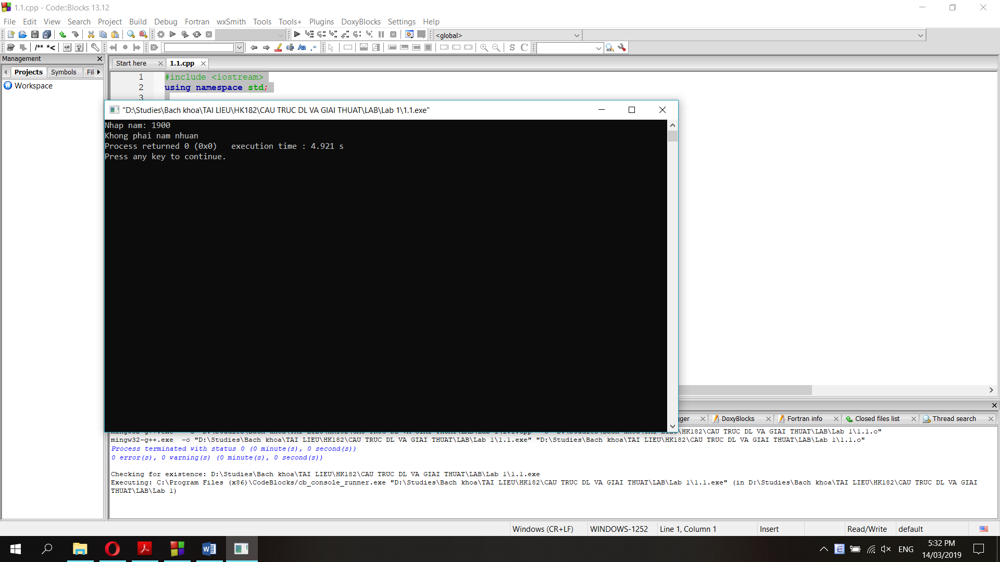 1.1.cpp - Code::Blocks 13.12
File Edit View Search Project Build Debug Fortran wxSmith Tools Tools+ Plugins DoxyBlocks Settings Help
<global>
/** *<
Aa .*
S C
Management
Projects Symbols Fil
Workspace
Start here 1.1.cpp
1 #include <iostream>
2 using namespace std;
3
"D:\Studies\Bach khoa\TAI LIEU\HK182\CAU TRUC DL VA GIAI THUAT\LAB\Lab 1\1.1.exe"
Nhap nam: 1900
Khong phai nam nhuan
Process returned 0 (0x0) execution time : 4.921 s
Press any key to continue.
gger DoxyBlocks Fortran info Closed files list Thread search
\HK182\CAU TRUC DL VA GIAI THUAT\LAB\Lab 1\1.1.o"
mingw32-g++.exe -o "D:\Studies\Bach khoa\TAI LIEU\HK182\CAU TRUC DL VA GIAI THUAT\LAB\Lab 1\1.1.exe" "D:\Studies\Bach khoa\TAI LIEU\HK182\CAU TRUC DL VA GIAI THUAT\LAB\Lab 1\1.1.o"
Process terminated with status 0 (0 minute(s), 0 second(s))
0 error(s), 0 warning(s) (0 minute(s), 0 second(s))
Checking for existence: D:\Studies\Bach khoa\TAI LIEU\HK182\CAU TRUC DL VA GIAI THUAT\LAB\Lab 1\1.1.exe
Executing: C:\Program Files (x86)\CodeBlocks/cb_console_runner.exe "D:\Studies\Bach khoa\TAI LIEU\HK182\CAU TRUC DL VA GIAI THUAT\LAB\Lab 1\1.1.exe" (in D:\Studies\Bach khoa\TAI LIEU\HK182\CAU TRUC DL VA GIAI
THUAT\LAB\Lab 1)
Windows (CR+LF) WINDOWS-1252 Line 1, Column 1 Insert Read/Write default
ENG
5:32 PM
14/03/2019